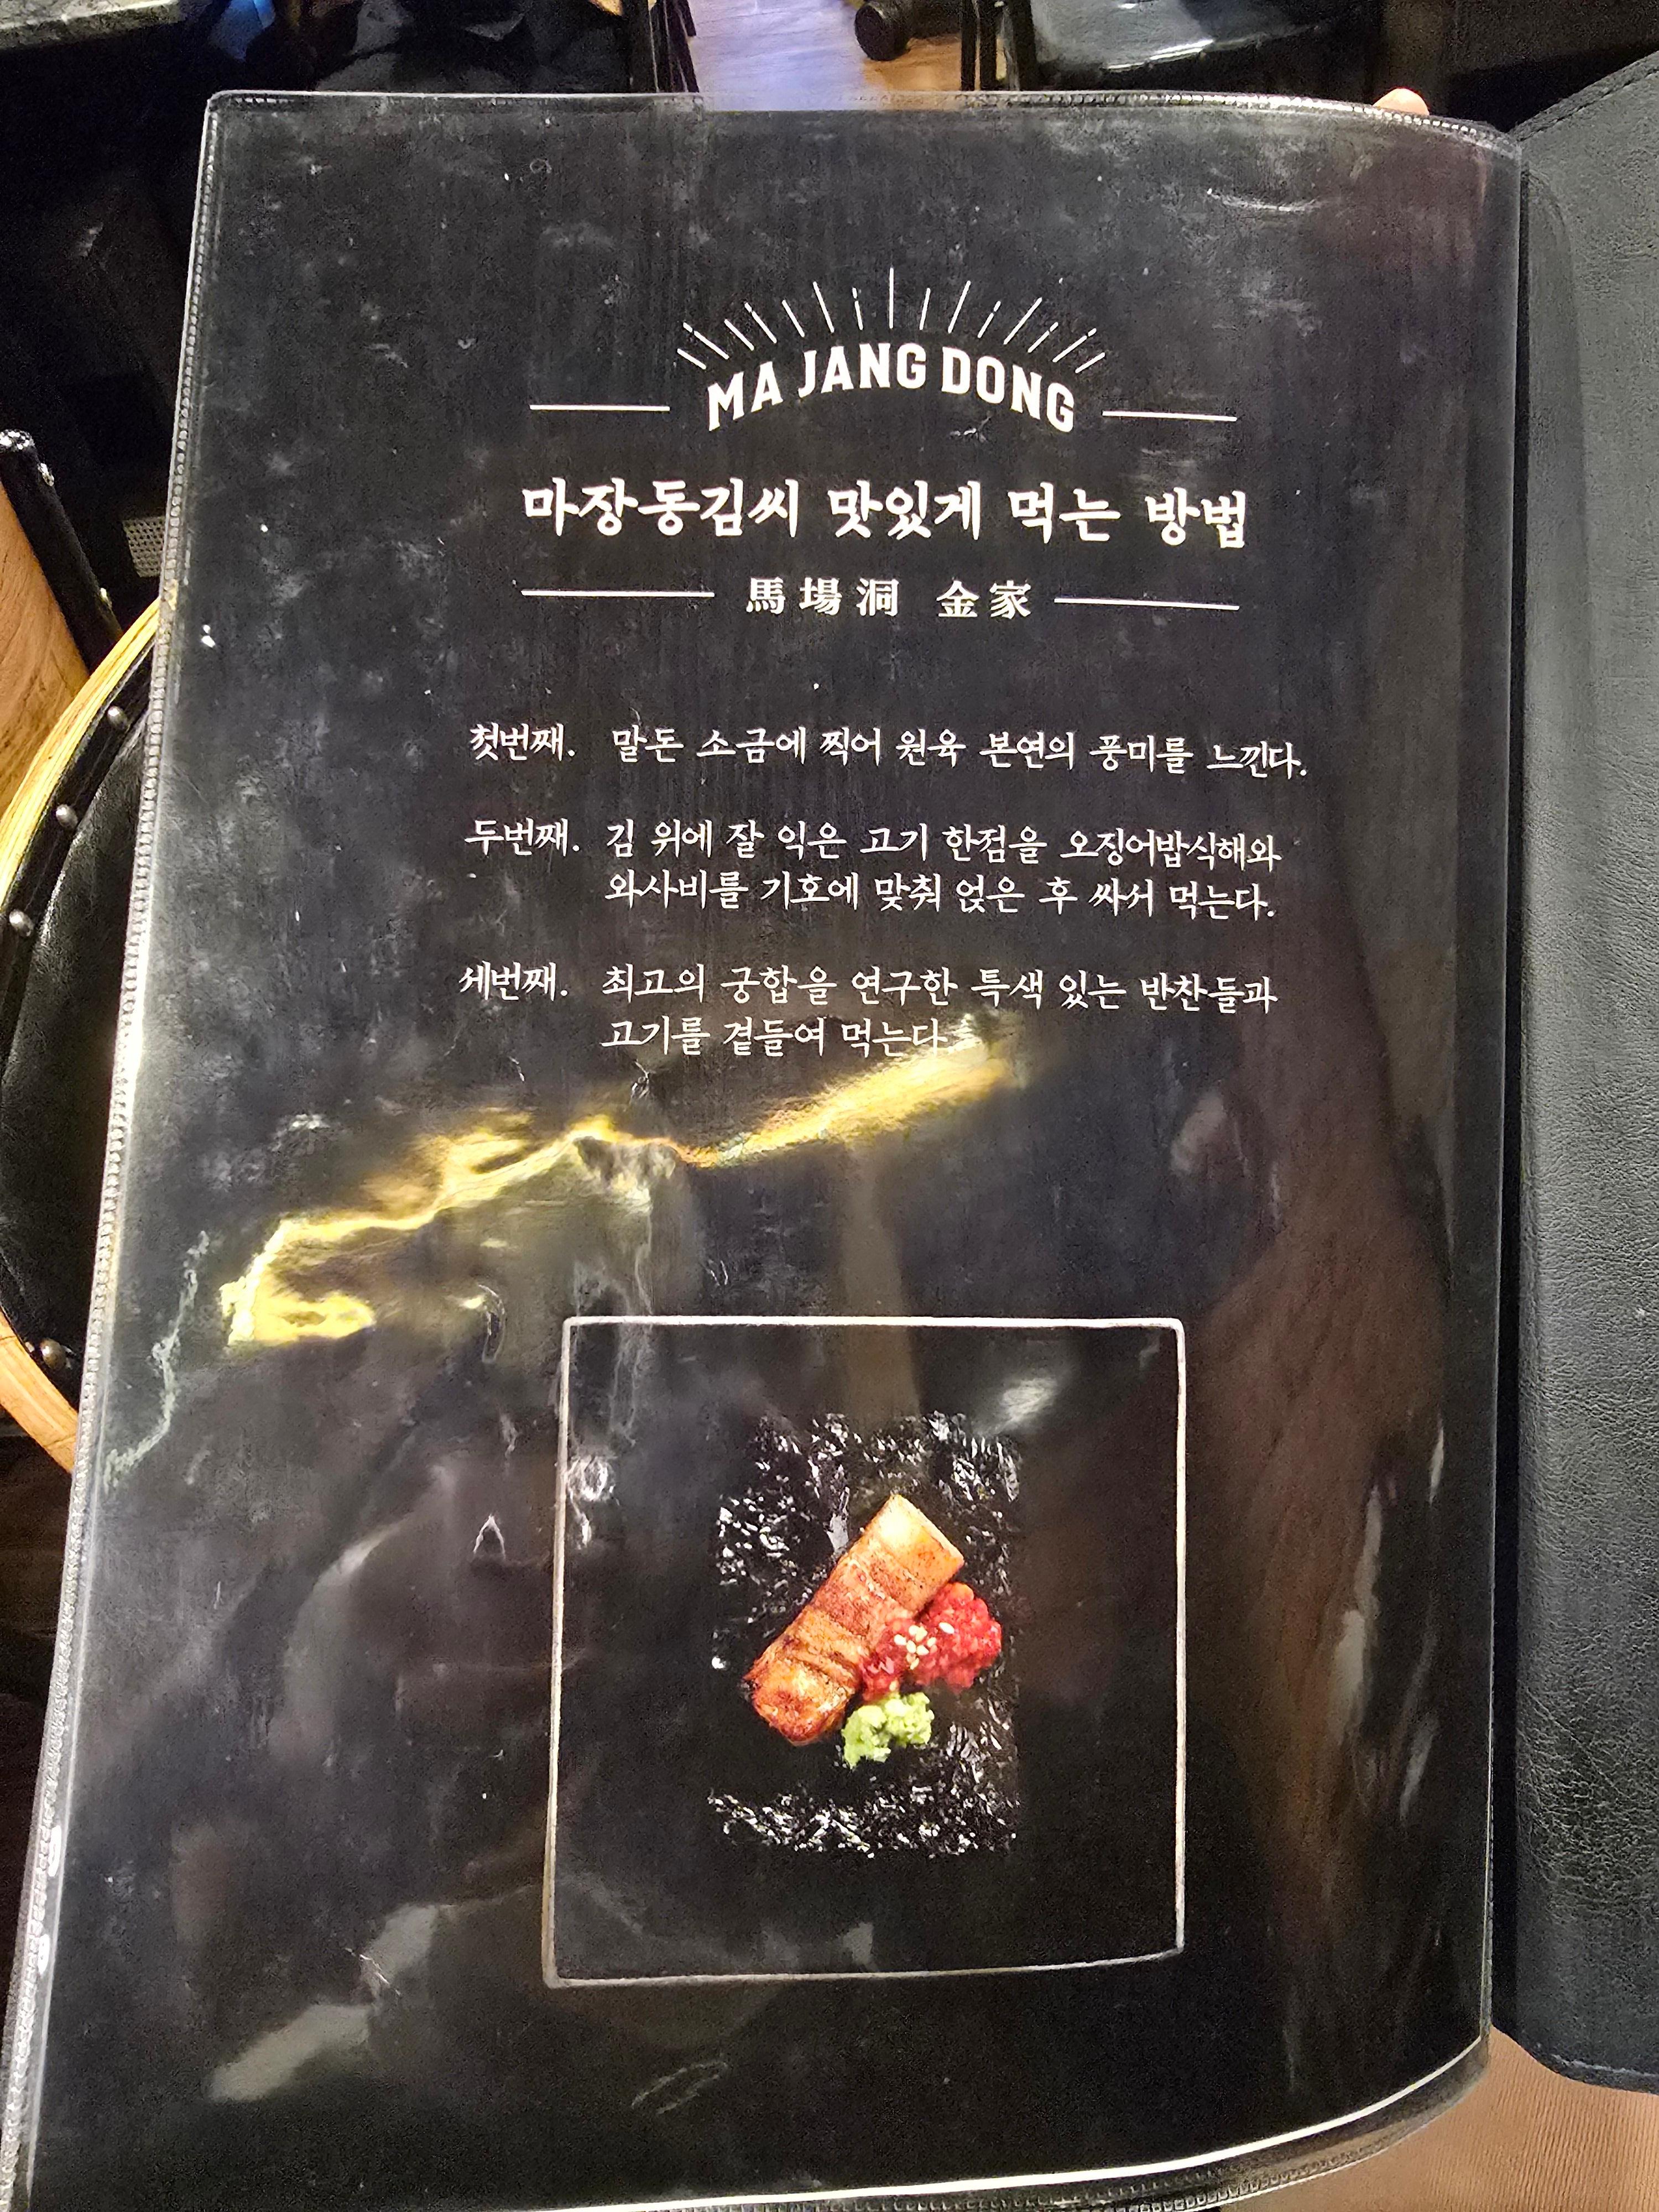 MA JANG DONG
마장동김씨 맛있게 먹는 방법
馬場洞 金家
첫번째. 말돈 소금에 찍어 원육 본연의 풍미를 느낀다.
두번째. 김 위에 잘 익은 고기 한점을 오징어밥식해와
와사비를 기호에 맞춰 얹은 후 싸서 먹는다.
세번째. 최고의 궁합을 연구한 특색 있는 반찬들과
고기를 곁들여 먹는다.